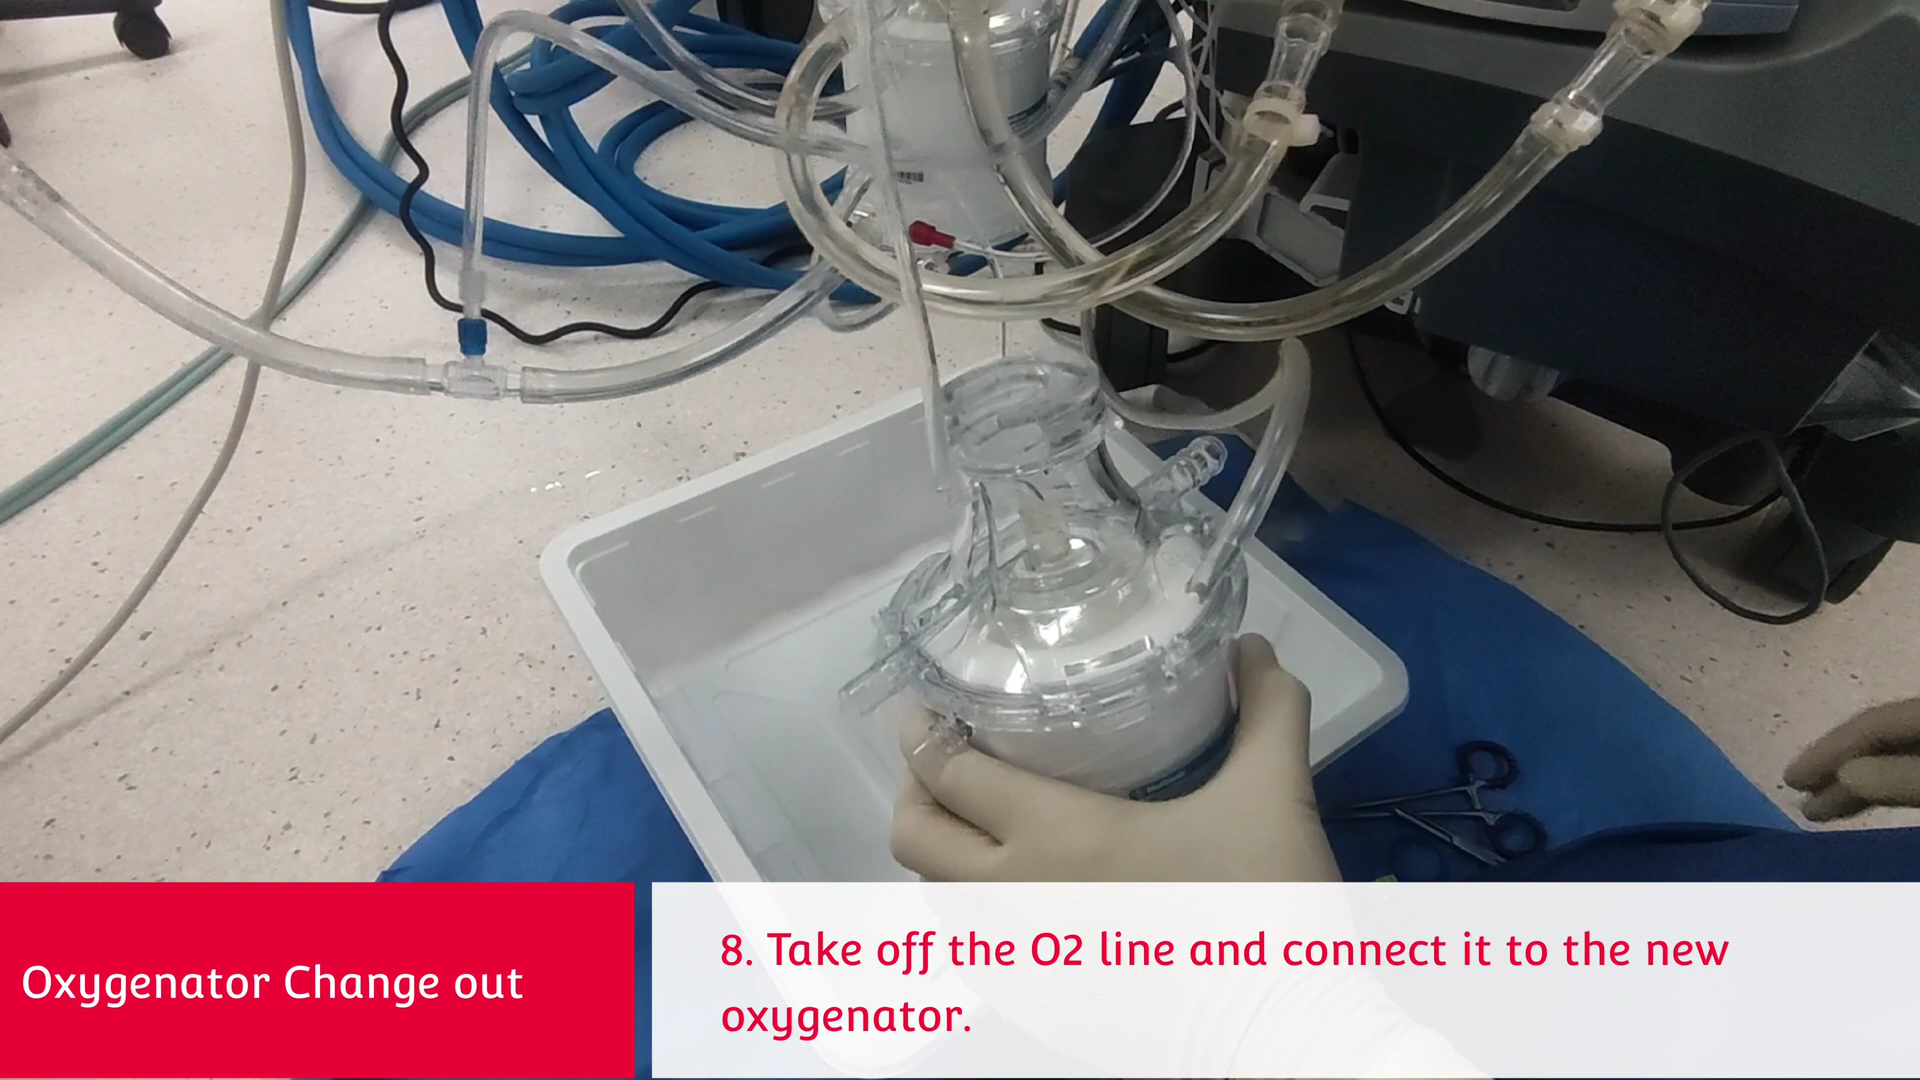 Oxygenator Change out
8. Take off the O2 line and connect it to the new
oxygenator.